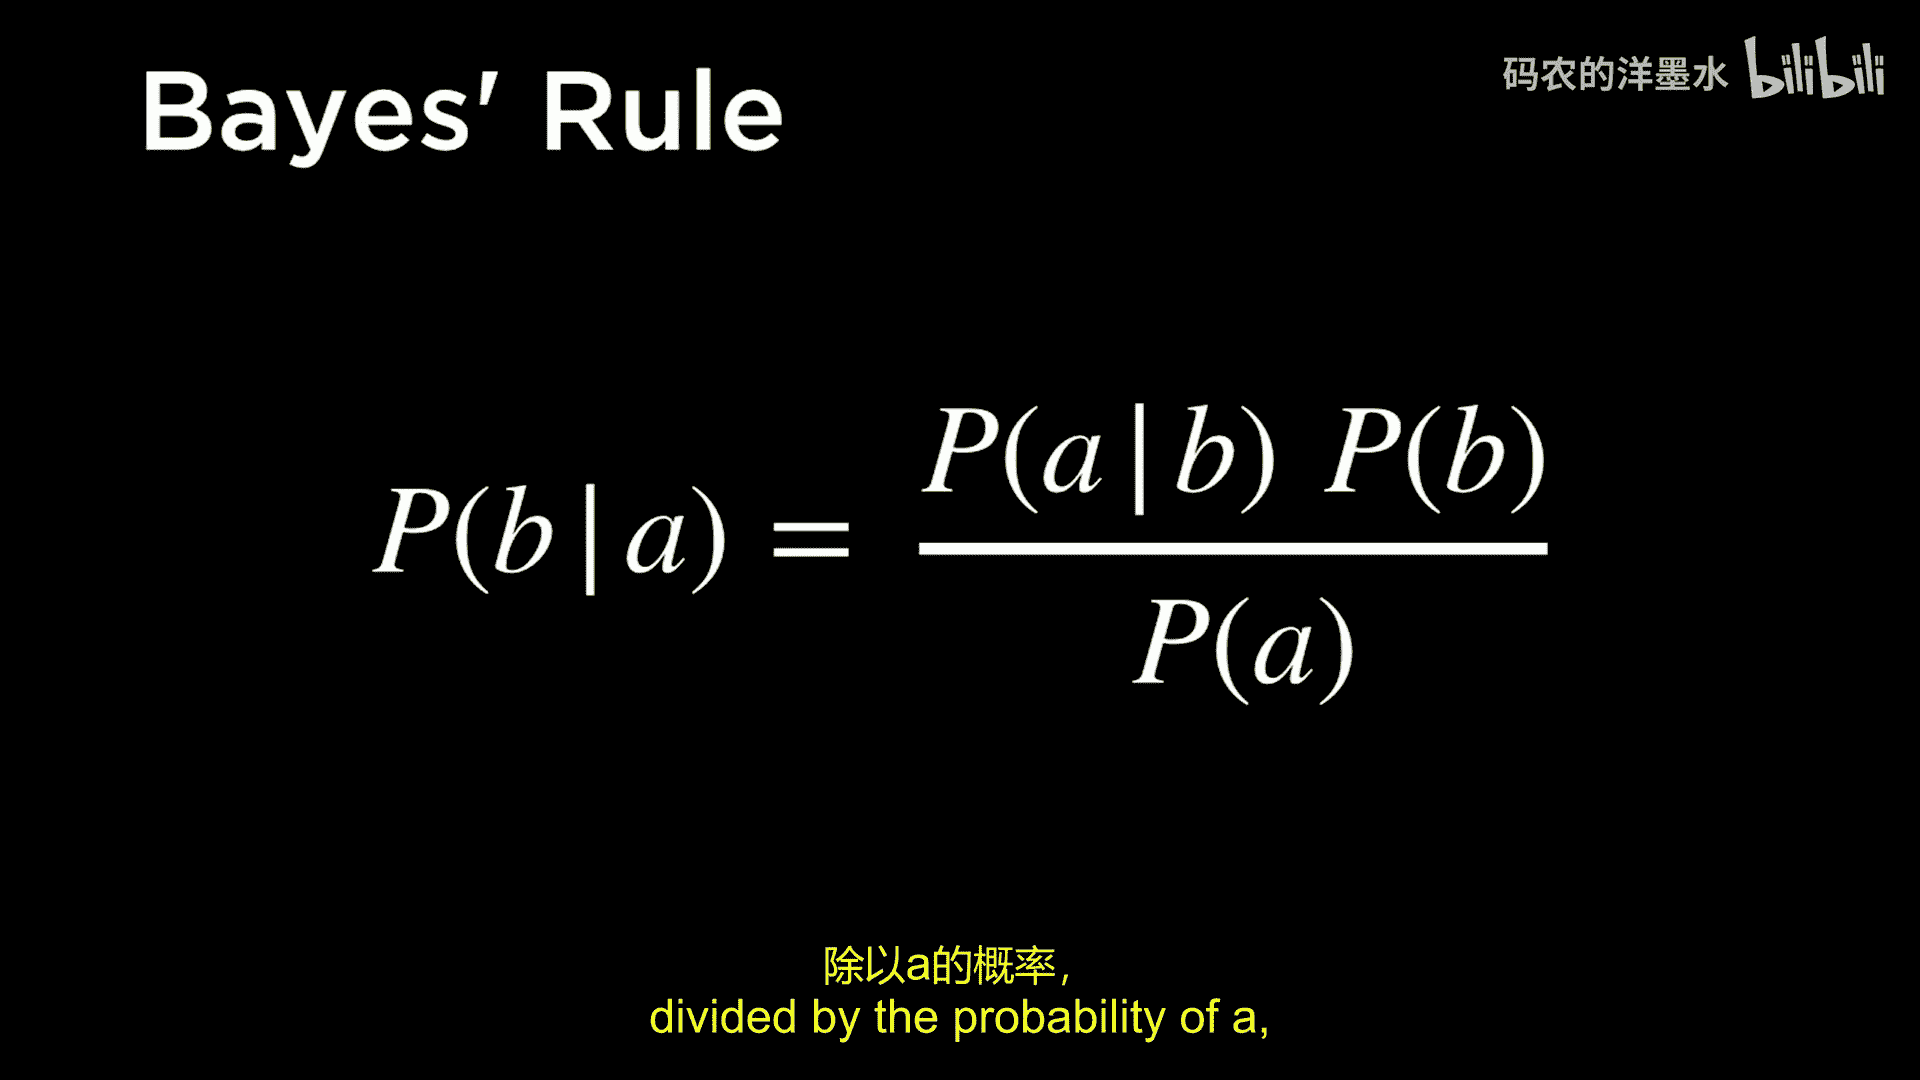 Bayes' Rule
码农的洋墨水 bilibili
P(b|a) = P(a|b) P(b) / P(a)
除以a的概率，
divided by the probability of a,